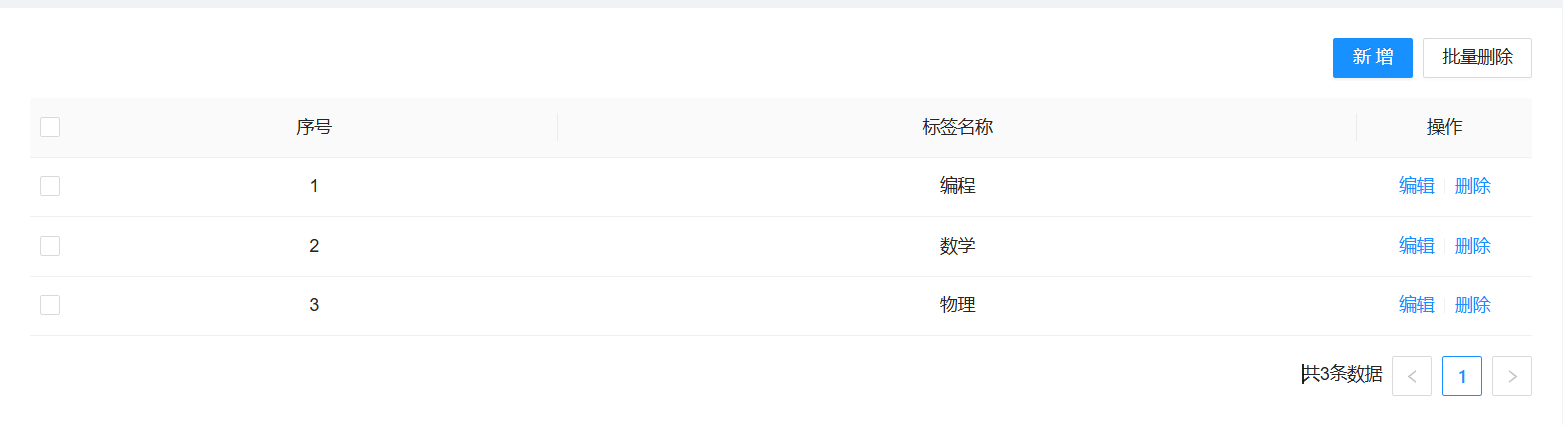 新 增 批量删除
序号 标签名称 操作
1 编程 编辑 删除
2 数学 编辑 删除
3 物理 编辑 删除
共3条数据 < 1 >